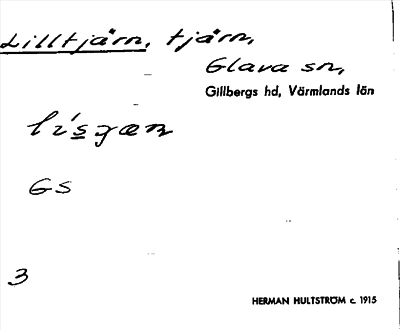 Lilltjärn, tjärn,
Glava sn,
Gillbergs hd, Värmlands län
GS
3
HERMAN HULTSTRÖM c. 1915